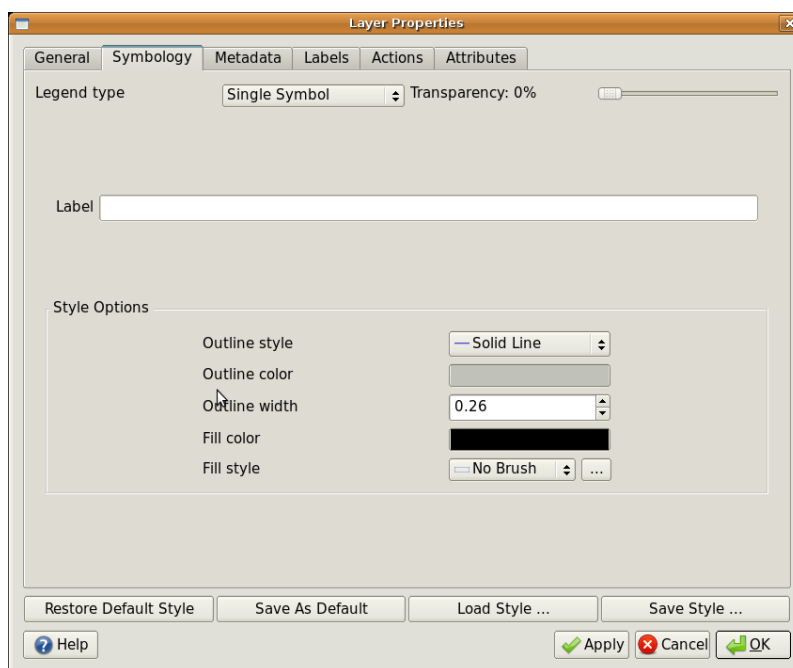 Layer Properties
General Symbology Metadata Labels Actions Attributes
Legend type Single Symbol Transparency: 0%
Label
Style Options
Outline style Solid Line
Outline color
Outline width 0.26
Fill color
Fill style No Brush ...
Restore Default Style Save As Default Load Style ... Save Style ...
Help Apply Cancel OK